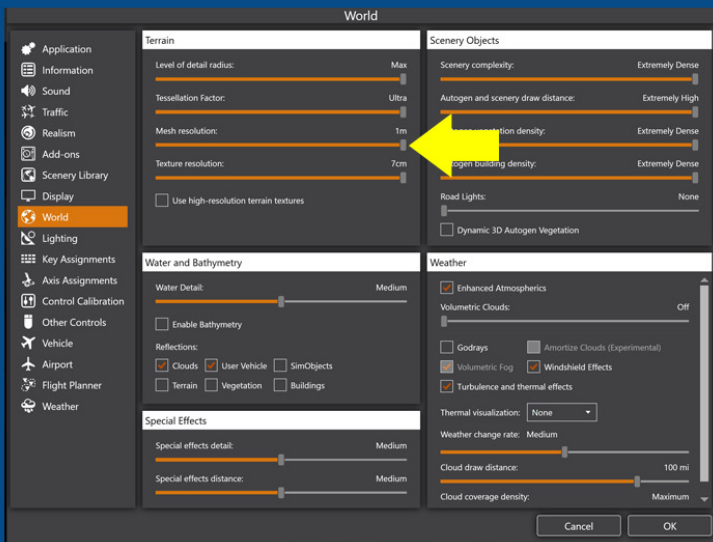 World
Application
Information
Sound
Traffic
Realism
Add-ons
Scenery Library
Display
World
Lighting
Key Assignments
Axis Assignments
Control Calibration
Other Controls
Vehicle
Airport
Flight Planner
Weather
Terrain
Level of detail radius: Max
Tessellation Factor: Ultra
Mesh resolution: 1m
Texture resolution: 7cm
Use high-resolution terrain textures
Water and Bathymetry
Water Detail: Medium
Enable Bathymetry
Reflections:
Clouds User Vehicle SimObjects
Terrain Vegetation Buildings
Special Effects
Special effects detail: Medium
Special effects distance: Medium
Scenery Objects
Scenery complexity: Extremely Dense
Autogen and scenery draw distance: Extremely High
vegetation density: Extremely Dense
building density: Extremely Dense
Road Lights: None
Dynamic 3D Autogen Vegetation
Weather
Enhanced Atmospherics
Volumetric Clouds: Off
Godrays Amortize Clouds (Experimental)
Volumetric Fog Windshield Effects
Turbulence and thermal effects
Thermal visualization: None
Weather change rate: Medium
Cloud draw distance: 100 mi
Cloud coverage density: Maximum
Cancel OK